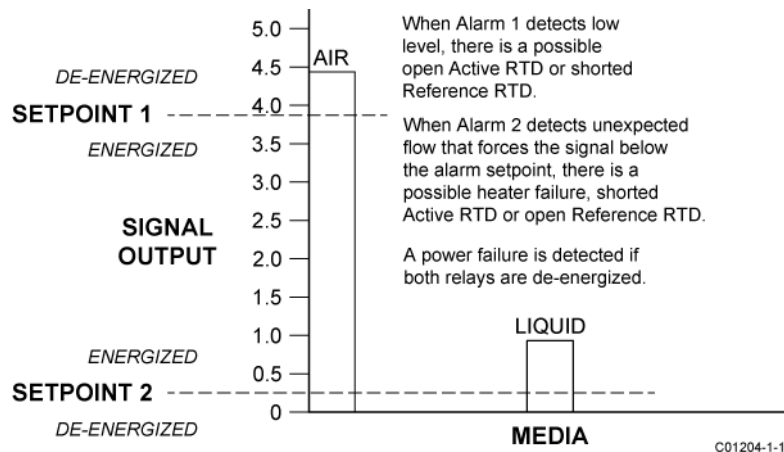 5.0
When Alarm 1 detects low
level, there is a possible
open Active RTD or shorted
Reference RTD.
AIR
4.5
DE-ENERGIZED
4.0
SETPOINT 1
When Alarm 2 detects unexpected
flow that forces the signal below
the alarm setpoint, there is a
possible heater failure, shorted
Active RTD or open Reference RTD.
ENERGIZED
3.5
3.0
SIGNAL
OUTPUT
2.5
2.0
A power failure is detected if
both relays are de-energized.
1.5
1.0
LIQUID
ENERGIZED
0.5
SETPOINT 2
0
DE-ENERGIZED
MEDIA
C01204-1-1